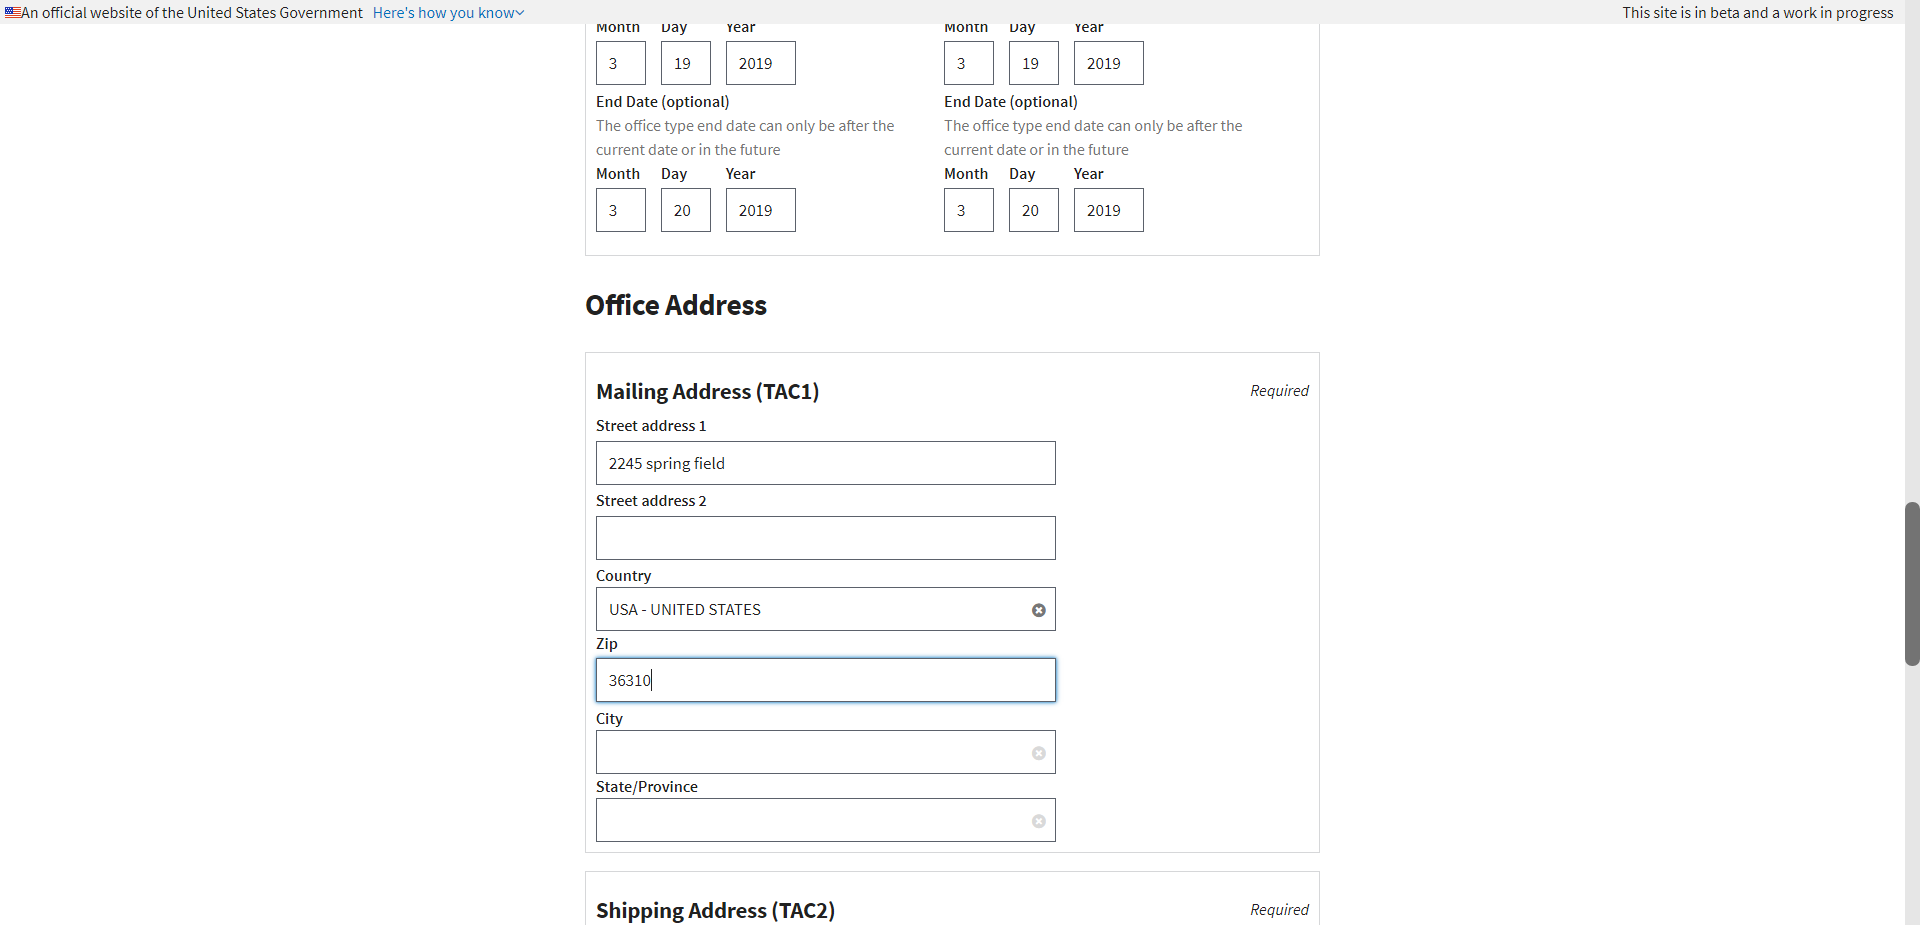 An official website of the United States Government Here's how you know This site is in beta and a work in progress
Month Day Year Month Day Year
3 19 2019 3 19 2019
End Date (optional) End Date (optional)
The office type end date can only be after the The office type end date can only be after the
current date or in the future current date or in the future
Month Day Year Month Day Year
3 20 2019 3 20 2019
Office Address
Mailing Address (TAC1) Required
Street address 1
2245 spring field
Street address 2
Country
USA - UNITED STATES
Zip
36310
City
State/Province
Shipping Address (TAC2) Required